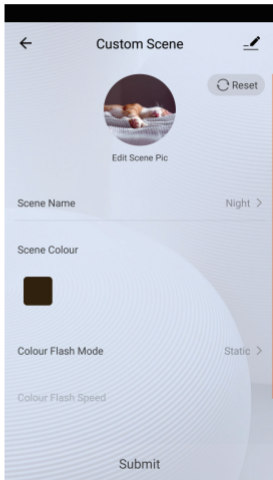 Custom Scene
Reset
Edit Scene Pic
Scene Name
Night
Scene Colour
Colour Flash Mode
Static
Colour Flash Speed
Submit